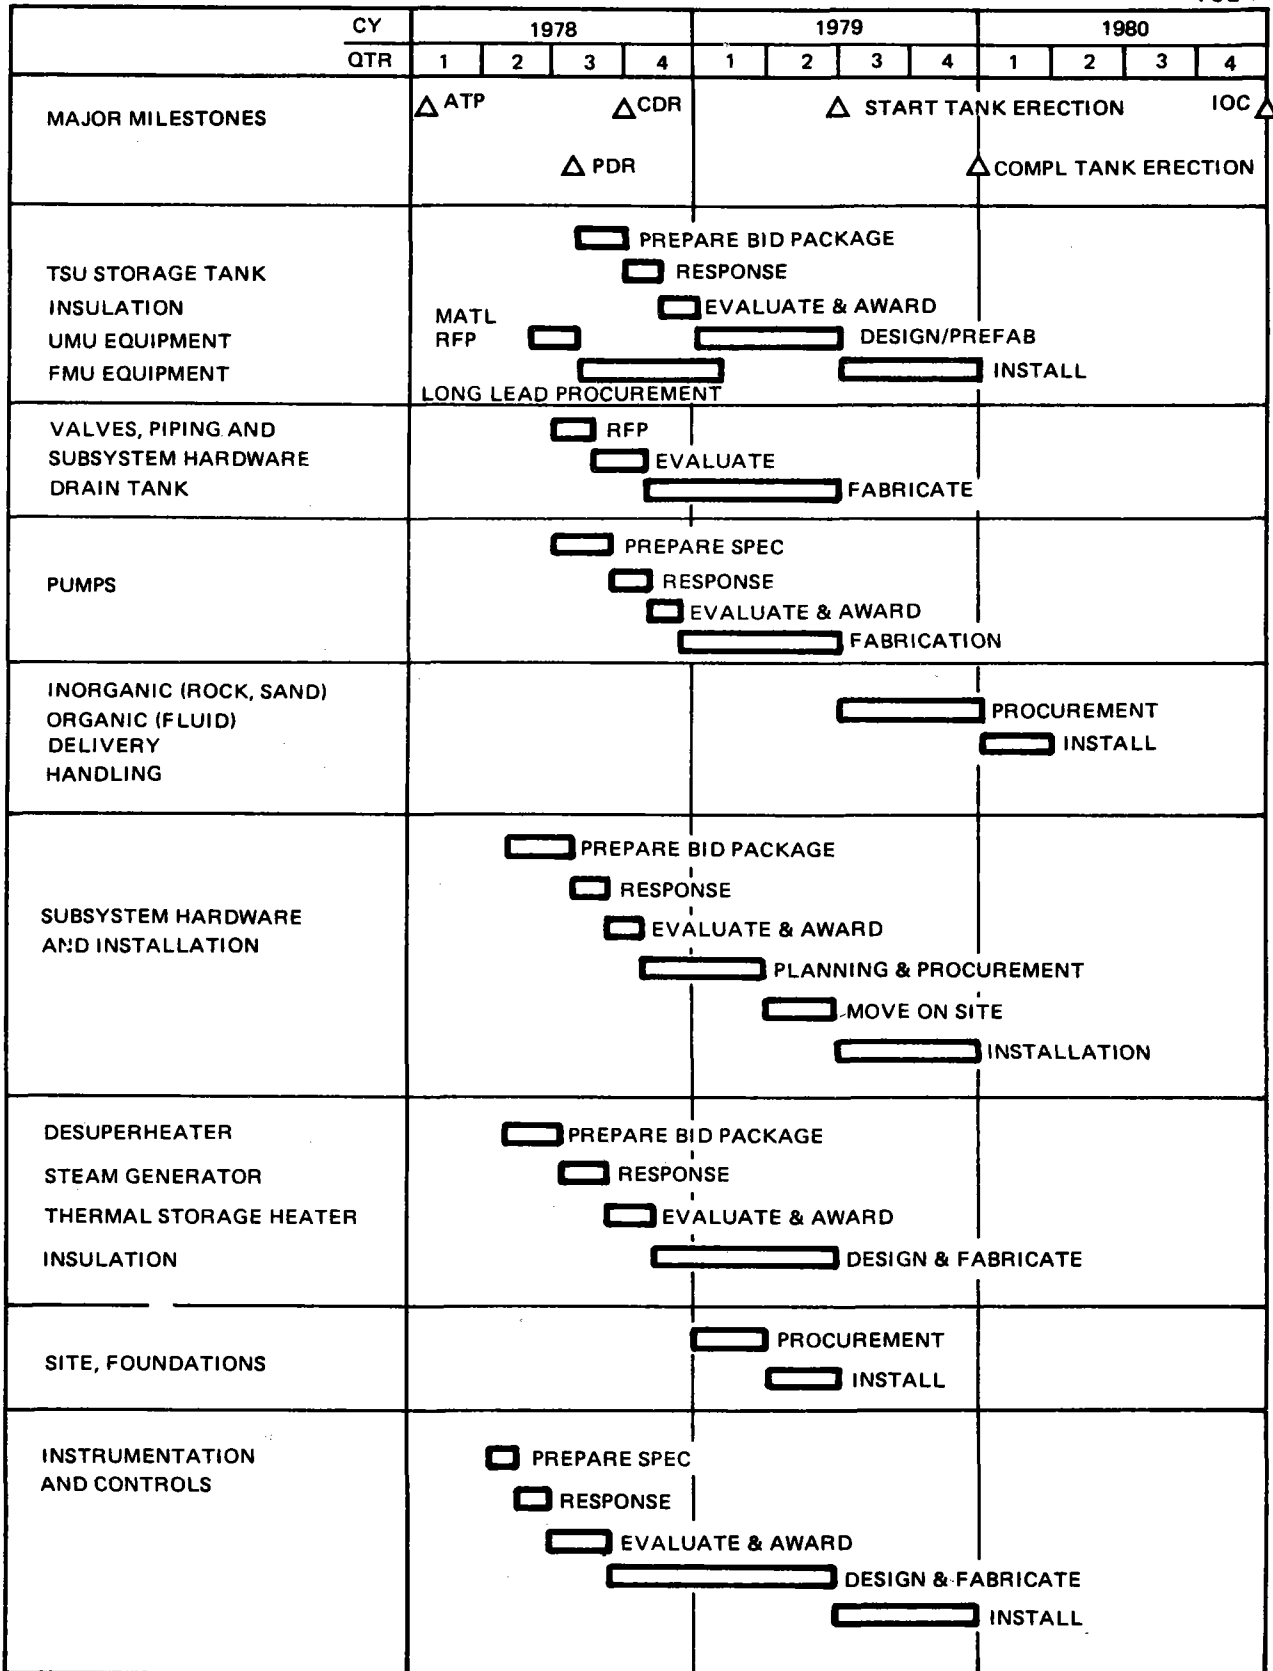 CY 1978 1979 1980
QTR 1 2 3 4 1 2 3 4 1 2 3 4
MAJOR MILESTONES
ATP CDR START TANK ERECTION IOC
PDR COMPL TANK ERECTION
PREPARE BID PACKAGE
TSU STORAGE TANK RESPONSE
INSULATION EVALUATE & AWARD
MATL
UMU EQUIPMENT RFP DESIGN/PREFAB
FMU EQUIPMENT INSTALL
LONG LEAD PROCUREMENT
VALVES, PIPING AND RFP
SUBSYSTEM HARDWARE EVALUATE
DRAIN TANK FABRICATE
PREPARE SPEC
PUMPS RESPONSE
EVALUATE & AWARD
FABRICATION
INORGANIC (ROCK, SAND)
ORGANIC (FLUID) PROCUREMENT
DELIVERY INSTALL
HANDLING
PREPARE BID PACKAGE
RESPONSE
SUBSYSTEM HARDWARE
AND INSTALLATION
EVALUATE & AWARD
PLANNING & PROCUREMENT
MOVE ON SITE
INSTALLATION
DESUPERHEATER PREPARE BID PACKAGE
STEAM GENERATOR RESPONSE
THERMAL STORAGE HEATER EVALUATE & AWARD
INSULATION DESIGN & FABRICATE
PROCUREMENT
SITE, FOUNDATIONS
INSTALL
INSTRUMENTATION PREPARE SPEC
AND CONTROLS
RESPONSE
EVALUATE & AWARD
DESIGN & FABRICATE
INSTALL